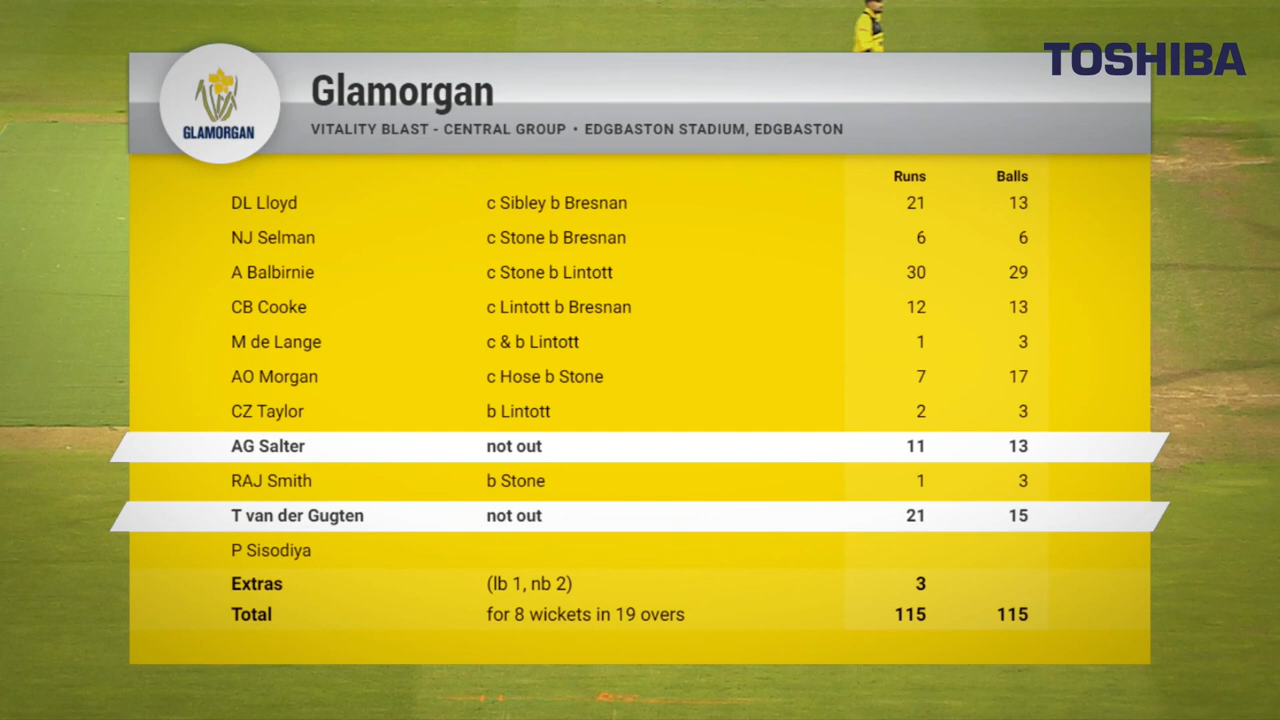 TOSHIBA
GLAMORGAN
Glamorgan
VITALITY BLAST - CENTRAL GROUP • EDGBASTON STADIUM, EDGBASTON
Runs Balls
DL Lloyd c Sibley b Bresnan 21 13
NJ Selman c Stone b Bresnan 6 6
A Balbirnie c Stone b Lintott 30 29
CB Cooke c Lintott b Bresnan 12 13
M de Lange c & b Lintott 1 3
AO Morgan c Hose b Stone 7 17
CZ Taylor b Lintott 2 3
AG Salter not out 11 13
RAJ Smith b Stone 1 3
T van der Gugten not out 21 15
P Sisodiya
Extras (lb 1, nb 2) 3
Total for 8 wickets in 19 overs 115 115